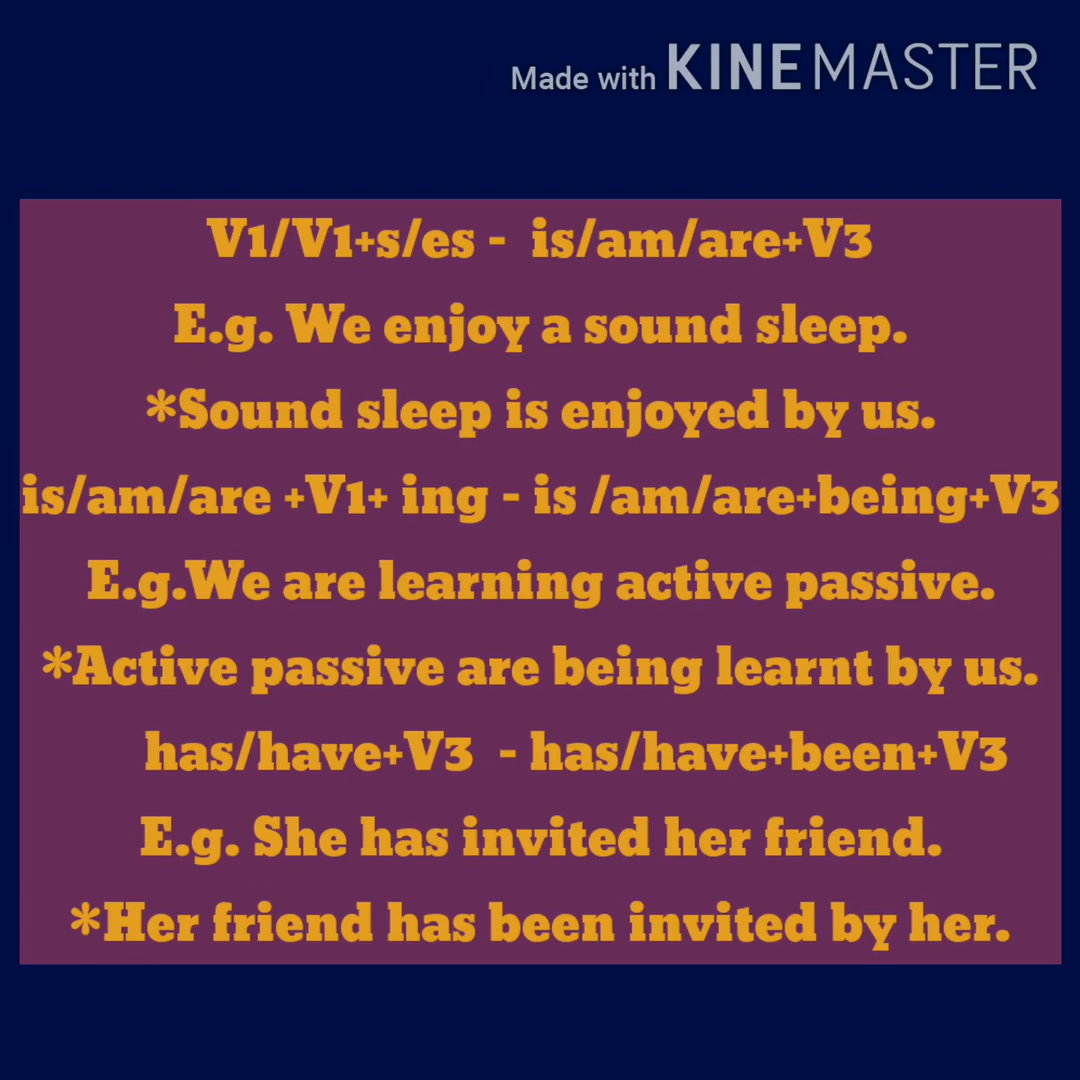 Made with KINEMASTER
V1/V1+s/es - is/am/are+V3
E.g. We enjoy a sound sleep.
*Sound sleep is enjoyed by us.
is/am/are +V1+ ing - is /am/are+being+V3
E.g.We are learning active passive.
*Active passive are being learnt by us.
has/have+V3 - has/have+been+V3
E.g. She has invited her friend.
*Her friend has been invited by her.